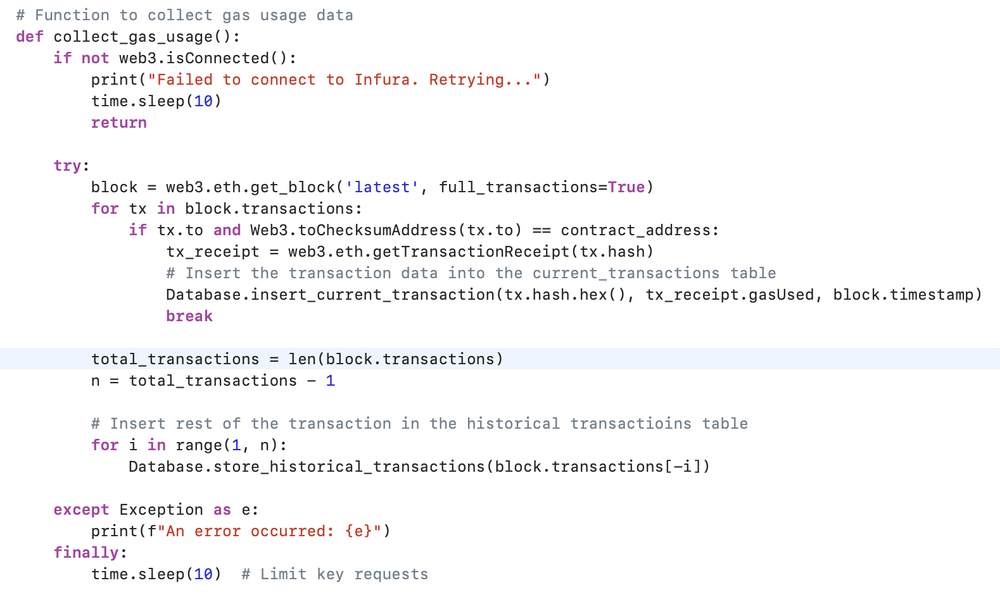 # Function to collect gas usage data
def collect_gas_usage():
    if not web3.isConnected():
        print("Failed to connect to Infura. Retrying...")
        time.sleep(10)
        return

    try:
        block = web3.eth.get_block('latest', full_transactions=True)
        for tx in block.transactions:
            if tx.to and Web3.toChecksumAddress(tx.to) == contract_address:
                tx_receipt = web3.eth.getTransactionReceipt(tx.hash)
                # Insert the transaction data into the current_transactions table
                Database.insert_current_transaction(tx.hash.hex(), tx_receipt.gasUsed, block.timestamp)
                break

        total_transactions = len(block.transactions)
        n = total_transactions - 1

        # Insert rest of the transaction in the historical transactioins table
        for i in range(1, n):
            Database.store_historical_transactions(block.transactions[-i])

    except Exception as e:
        print(f"An error occurred: {e}")
    finally:
        time.sleep(10)  # Limit key requests